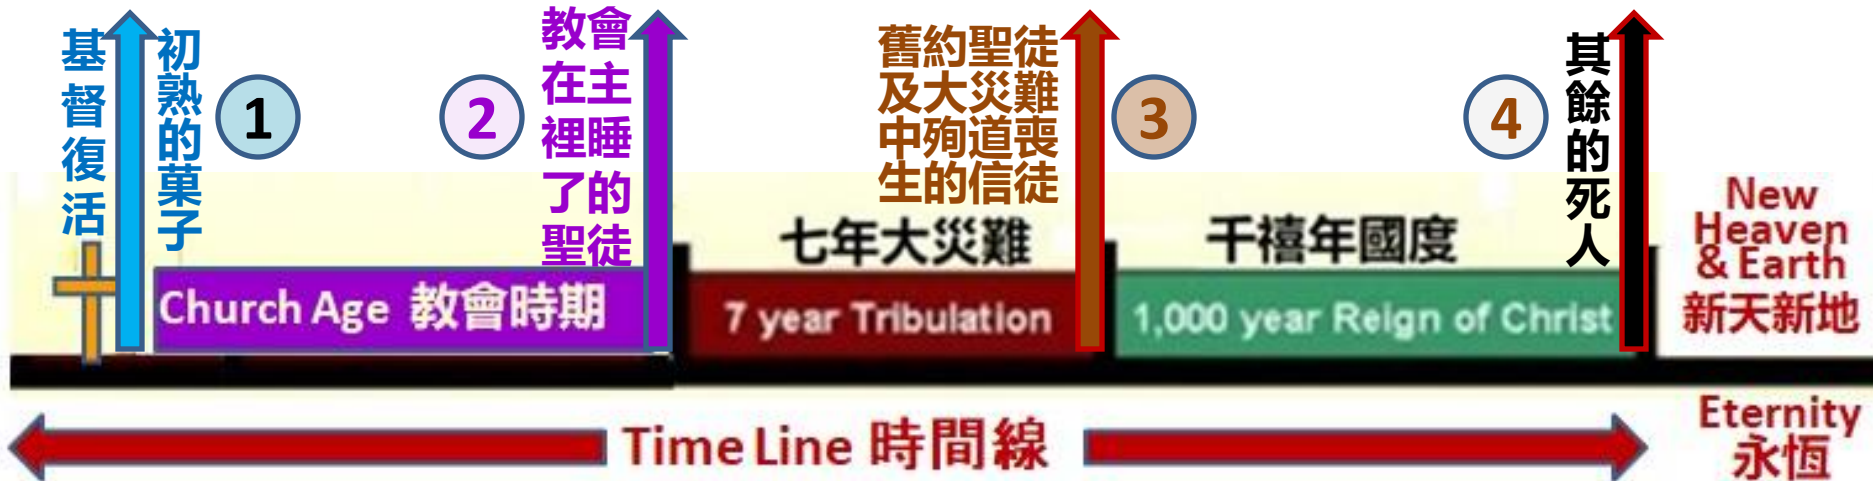 基督復活
初熟的菓子
1
2
教會
在主
裡睡
了的
聖徒
舊約聖徒
及大災難
中殉道喪
生的信徒
3
4
其餘的死人
Church Age 教會時期
七年大災難
7 year Tribulation
千禧年國度
1,000 year Reign of Christ
New
Heaven
& Earth
新天新地
Time Line 時間線
Eternity
永恆